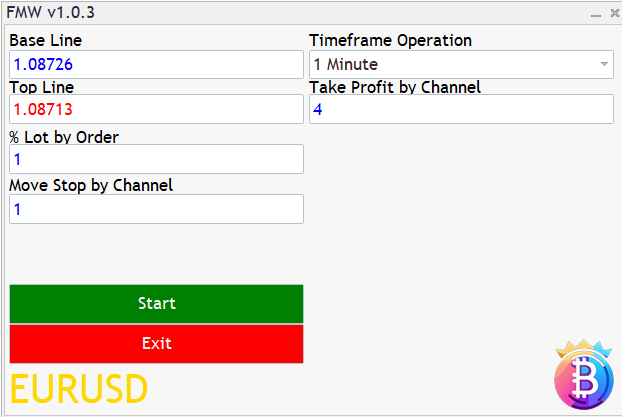 FMW v1.0.3
Base Line
Timeframe Operation
1.08726
1 Minute
Top Line
Take Profit by Channel
1.08713
4
% Lot by Order
1
Move Stop by Channel
1
Start
Exit
EURUSD